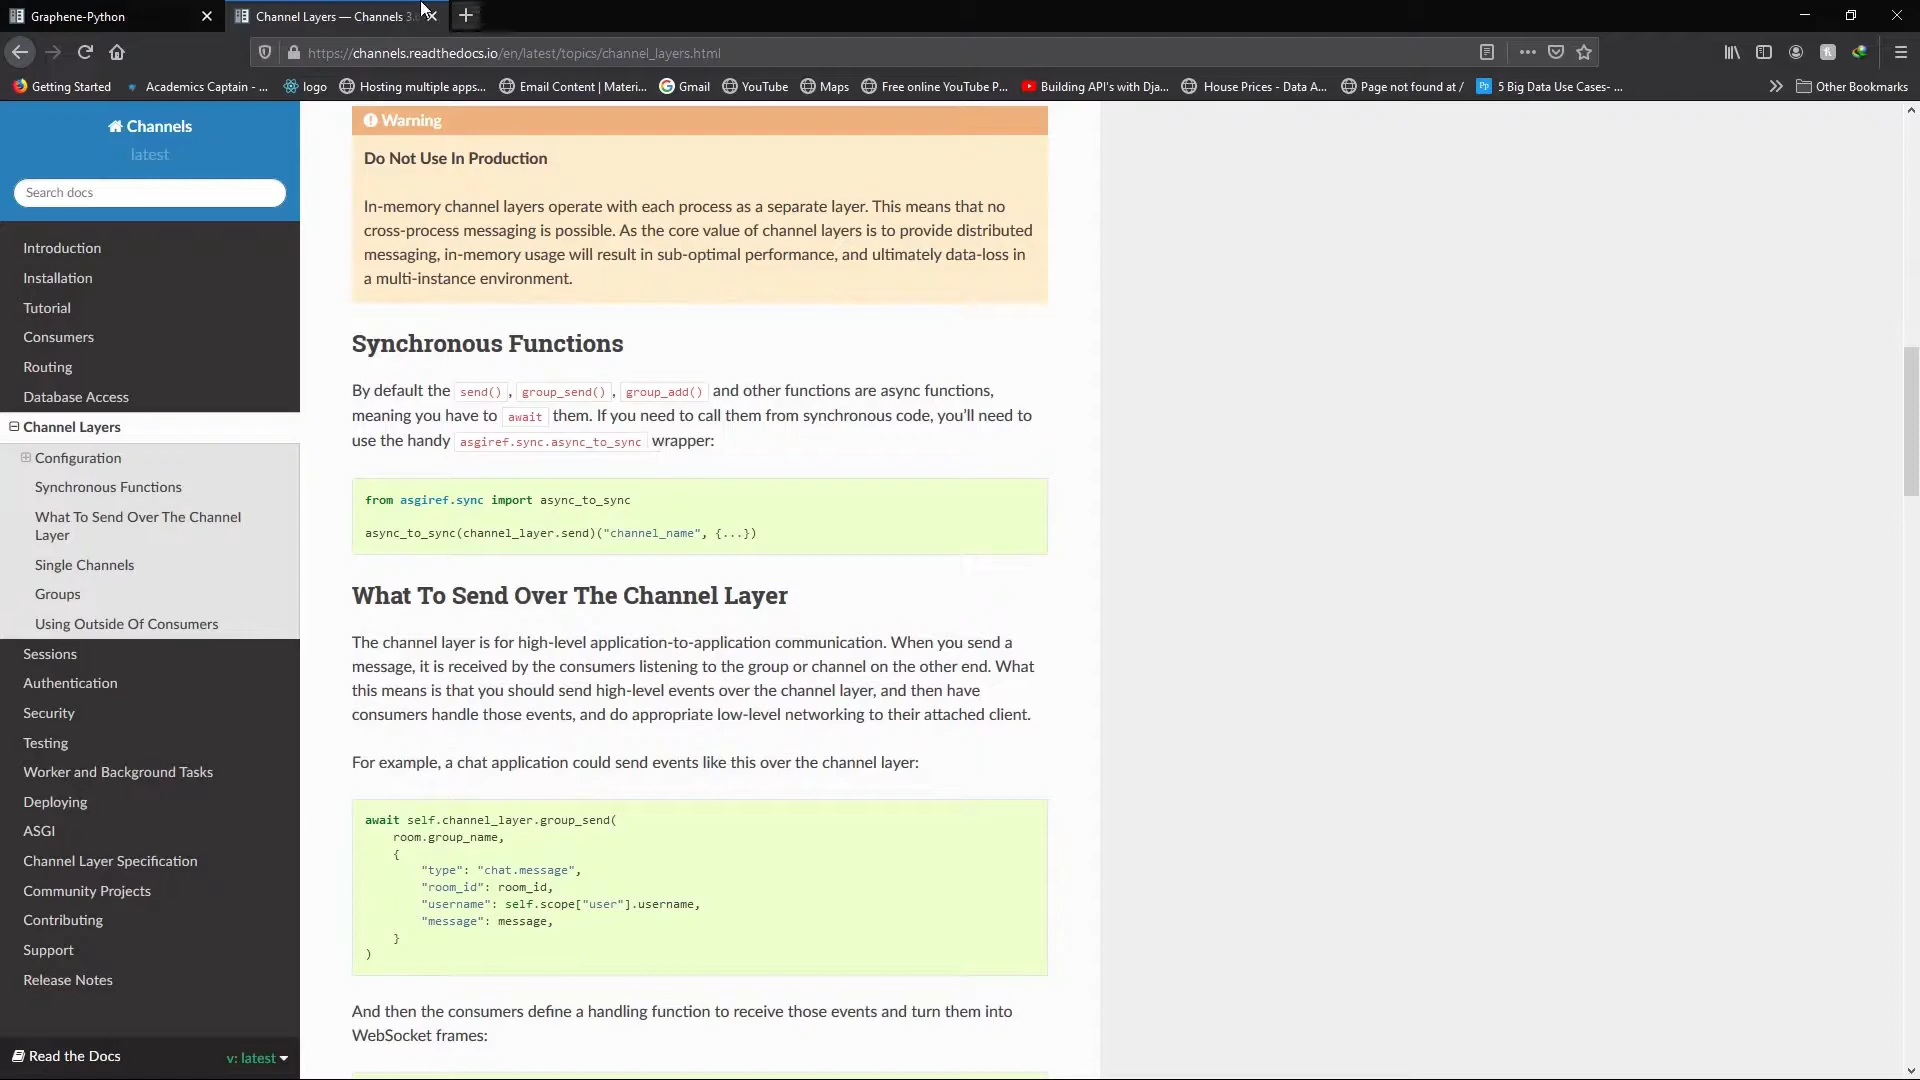 Graphene-Python
Channel Layers — Channels 3.
https://channels.readthedocs.io/en/latest/topics/channel_layers.html
Getting Started
Academics Captain - ...
logo
Hosting multiple apps...
Email Content | Materi...
Gmail
YouTube
Maps
Free online YouTube P...
Building API's with Dja...
House Prices - Data A...
Page not found at /
5 Big Data Use Cases- ...
Other Bookmarks
Channels
latest
Search docs
Introduction
Installation
Tutorial
Consumers
Routing
Database Access
Channel Layers
Configuration
Synchronous Functions
What To Send Over The Channel
Layer
Single Channels
Groups
Using Outside Of Consumers
Sessions
Authentication
Security
Testing
Worker and Background Tasks
Deploying
ASGI
Channel Layer Specification
Community Projects
Contributing
Support
Release Notes
Read the Docs
v: latest
Warning
Do Not Use In Production
In-memory channel layers operate with each process as a separate layer. This means that no
cross-process messaging is possible. As the core value of channel layers is to provide distributed
messaging, in-memory usage will result in sub-optimal performance, and ultimately data-loss in
a multi-instance environment.
Synchronous Functions
By default the send(), group_send(), group_add() and other functions are async functions,
meaning you have to await them. If you need to call them from synchronous code, you'll need to
use the handy asgiref.sync.async_to_sync wrapper:
from asgiref.sync import async_to_sync
async_to_sync(channel_layer.send)("channel_name", {...})
What To Send Over The Channel Layer
The channel layer is for high-level application-to-application communication. When you send a
message, it is received by the consumers listening to the group or channel on the other end. What
this means is that you should send high-level events over the channel layer, and then have
consumers handle those events, and do appropriate low-level networking to their attached client.
For example, a chat application could send events like this over the channel layer:
await self.channel_layer.group_send(
room.group_name,
{
"type": "chat.message",
"room_id": room_id,
"username": self.scope["user"].username,
"message": message,
}
)
And then the consumers define a handling function to receive those events and turn them into
WebSocket frames: